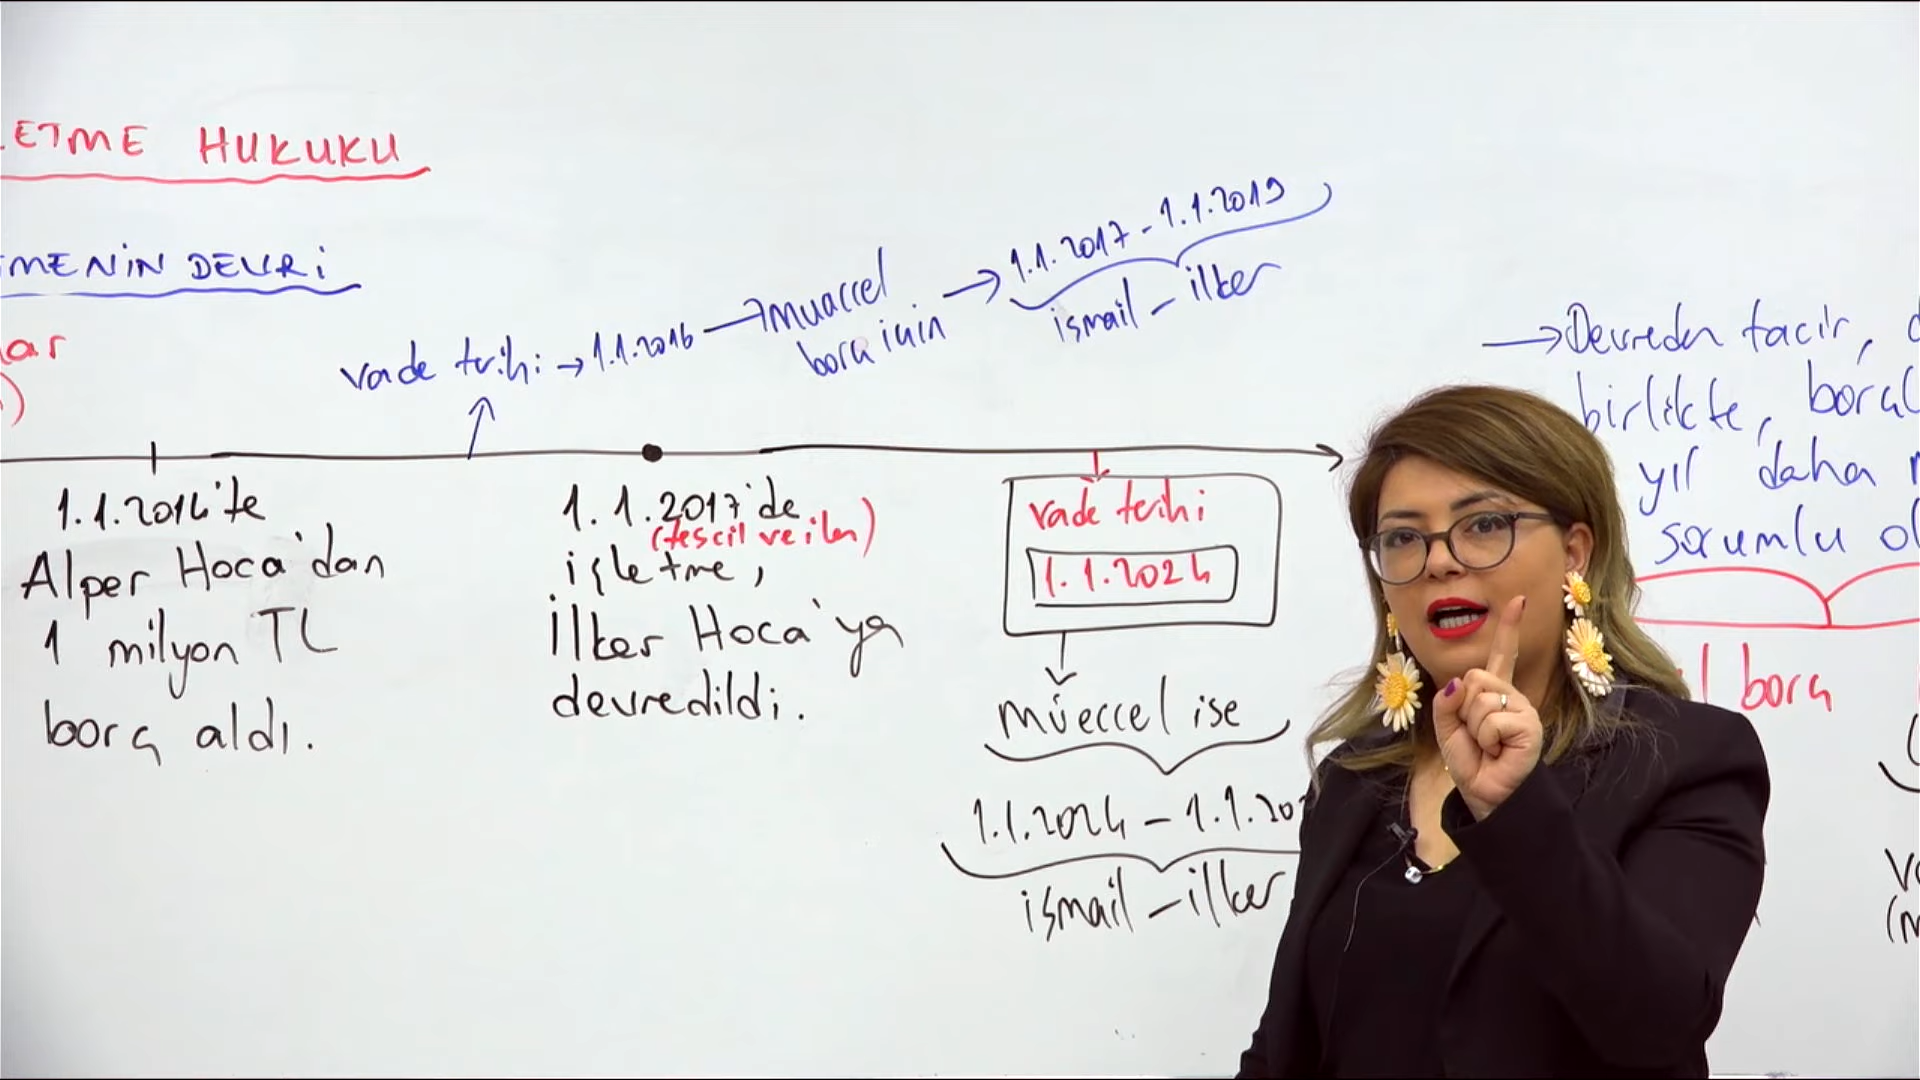 ETME HUKUKU
MENİN DEVRİ
vade tarihi → 1.1.2016 → muaccel borç için → 1.1.2017 - 1.1.2019
ismail - ilker
1.1.2014'te
Alper Hoca'dan
1 milyon TL
borç aldı.
1.1.2017'de
(tescil ve ilan)
işletme,
İlker Hoca'ya
devredildi.
vade tarihi
1.1.2024
müeccel ise
1.1.2024 - 1.1.20
ismail - ilker
→ Devreden tacir,
birlikte, borçl
yıl daha
sorumlu ol
borç